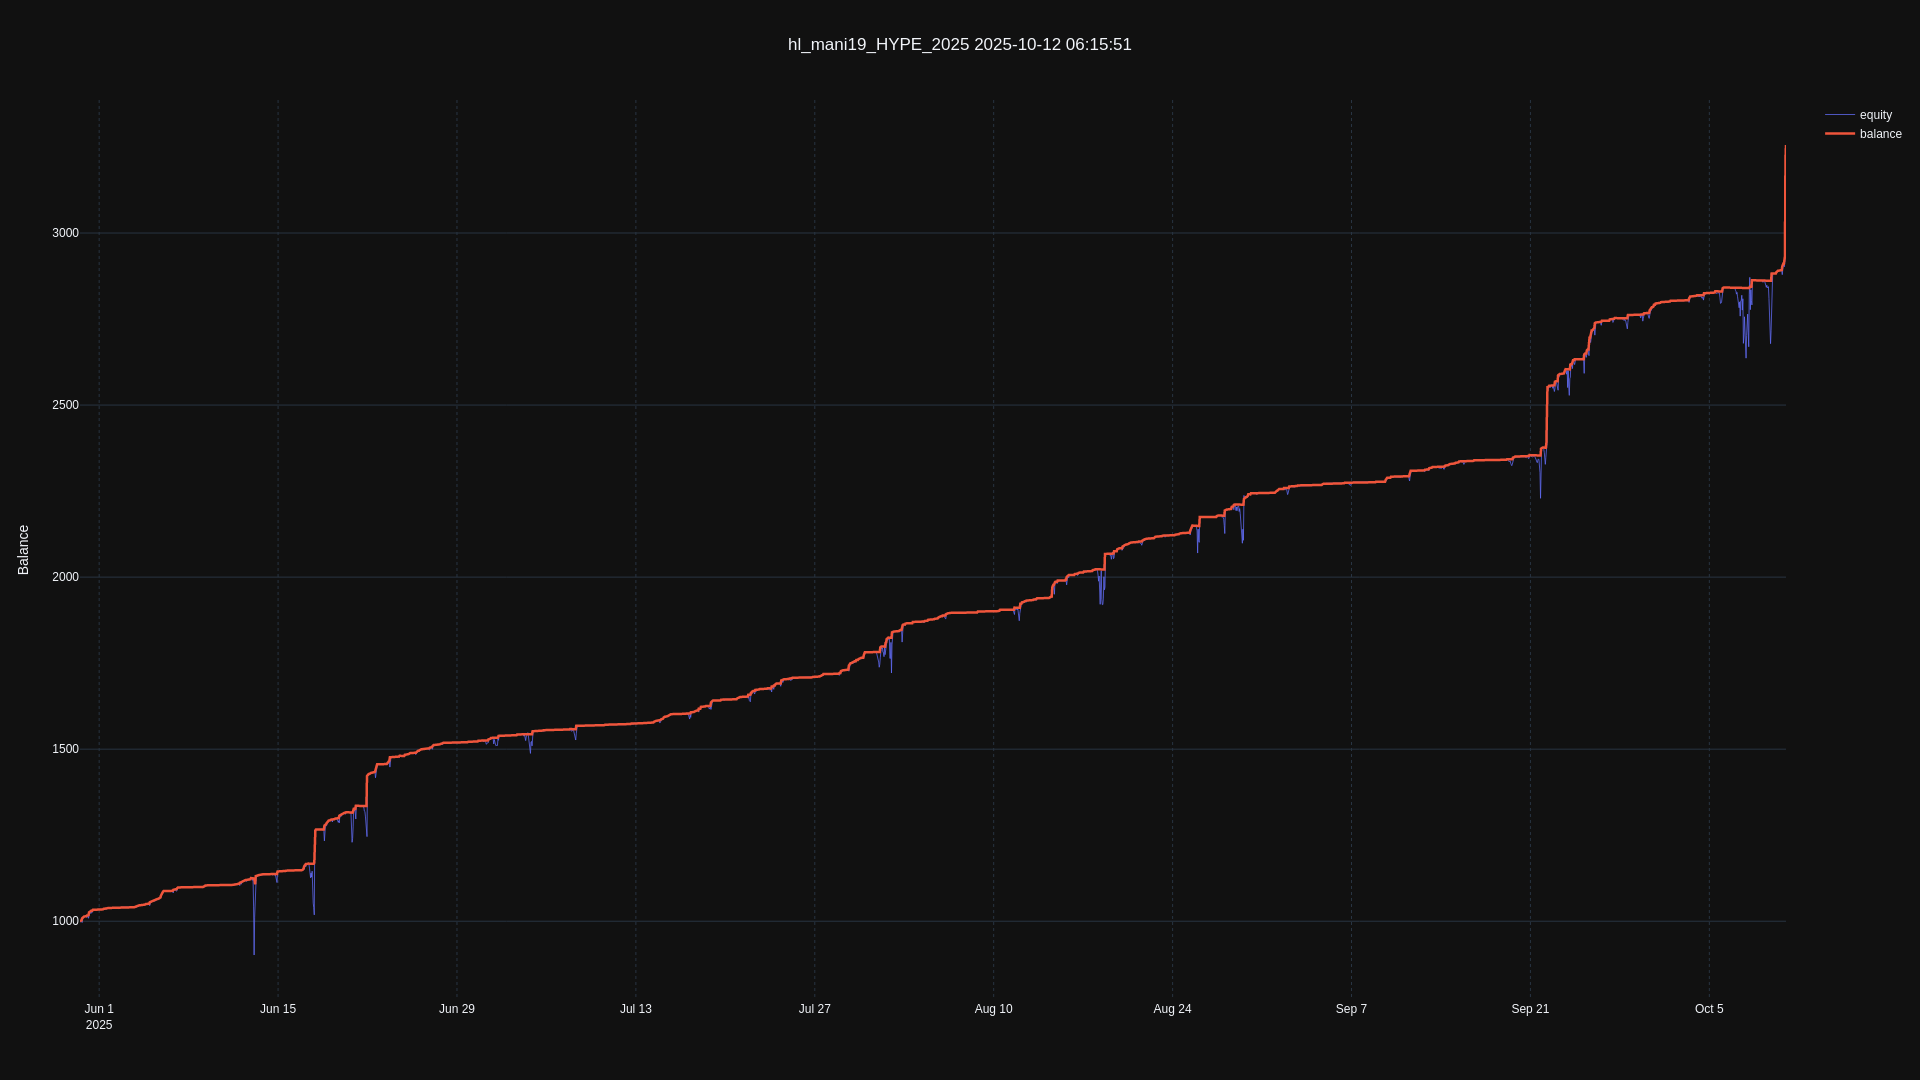 hl_mani19_HYPE_2025 2025-10-12 06:15:51
equity
balance
3000
2500
2000
1500
1000
Balance
Jun 1
2025
Jun 15
Jun 29
Jul 13
Jul 27
Aug 10
Aug 24
Sep 7
Sep 21
Oct 5